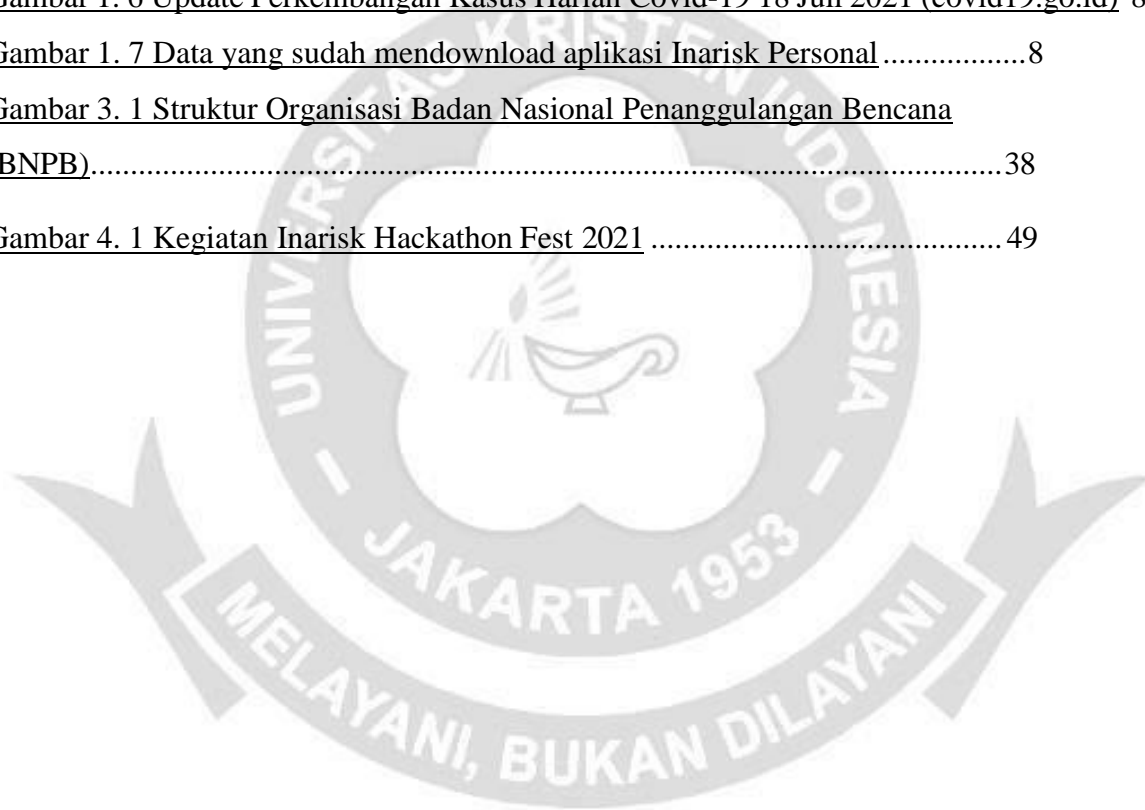 Gambar 1. 6 Update Perkembangan Kasus Harian Covid-19 18 2021 (covid19.go.id) 8
Gambar 1. 7 Data yang sudah mendownload aplikasi Inarisk Personal..................8
Gambar 3. 1 Struktur Organisasi Badan Nasional Penanggulangan Bencana
BNPB)...................................................................................................................38
Gambar 4. 1 Kegiatan Inarisk Hackathon Fest 2021 ............................................ 49
UNIVERSITAS KRISTEN INDONESIA
- JAKARTA 1953 -
MELAYANI, BUKAN DILAYANI